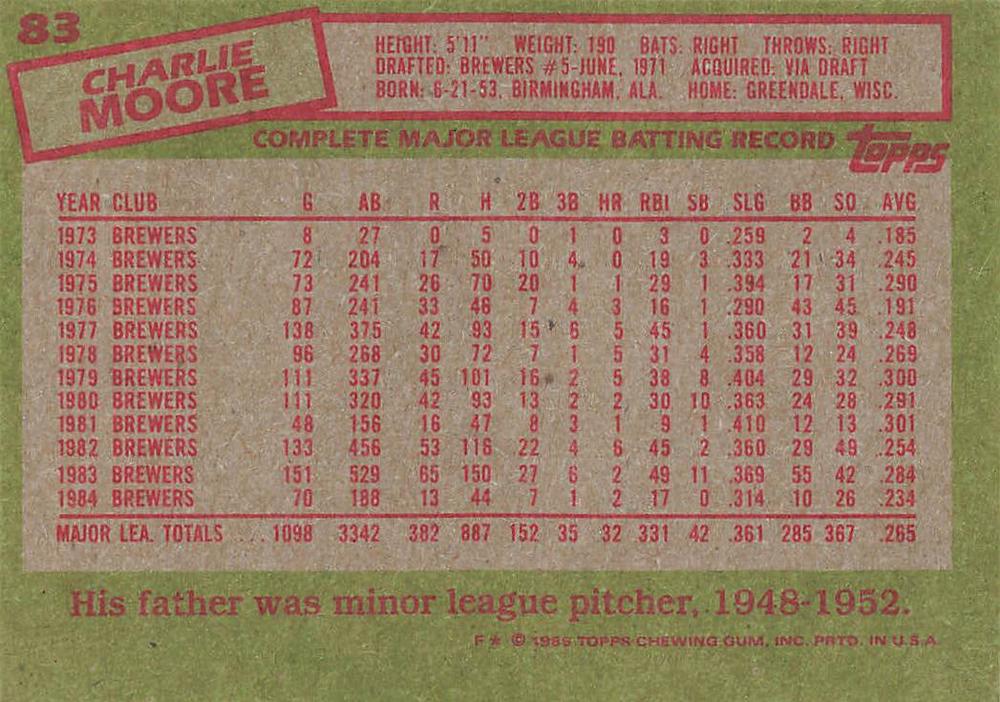 83
CHARLIE
MOORE
HEIGHT: 5'11" WEIGHT: 190 BATS: RIGHT THROWS: RIGHT
DRAFTED: BREWERS #5-JUNE, 1971 ACQUIRED: VIA DRAFT
BORN: 6-21-53, BIRMINGHAM, ALA. HOME: GREENDALE, WISC.
COMPLETE MAJOR LEAGUE BATTING RECORD topps
YEAR CLUB G AB R H 2B 3B HR RBI SB SLG BB SO AVG
1973 BREWERS 8 27 0 5 0 1 0 3 0 .259 2 4 .185
1974 BREWERS 72 204 17 50 10 4 0 19 3 .333 21 34 .245
1975 BREWERS 73 241 26 70 20 1 1 29 1 .394 17 31 .290
1976 BREWERS 87 241 33 46 7 4 3 16 1 .290 43 45 .191
1977 BREWERS 138 375 42 93 15 6 5 45 1 .360 31 39 .248
1978 BREWERS 96 268 30 72 7 1 5 31 4 .358 12 24 .269
1979 BREWERS 111 337 45 101 16 2 5 38 8 .404 29 32 .300
1980 BREWERS 111 320 42 93 13 2 2 30 10 .363 24 28 .291
1981 BREWERS 48 156 16 47 8 3 1 9 1 .410 12 13 .301
1982 BREWERS 133 456 53 116 22 4 6 45 2 .360 29 49 .254
1983 BREWERS 151 529 65 150 27 6 2 49 11 .369 55 42 .284
1984 BREWERS 70 188 13 44 7 1 2 17 0 .314 10 26 .234
MAJOR LEA. TOTALS ... 1098 3342 382 887 152 35 32 331 42 .361 285 367 .265
His father was minor league pitcher, 1948-1952.
F* © 1985 TOPPS CHEWING GUM, INC. PRTD. IN U.S.A.